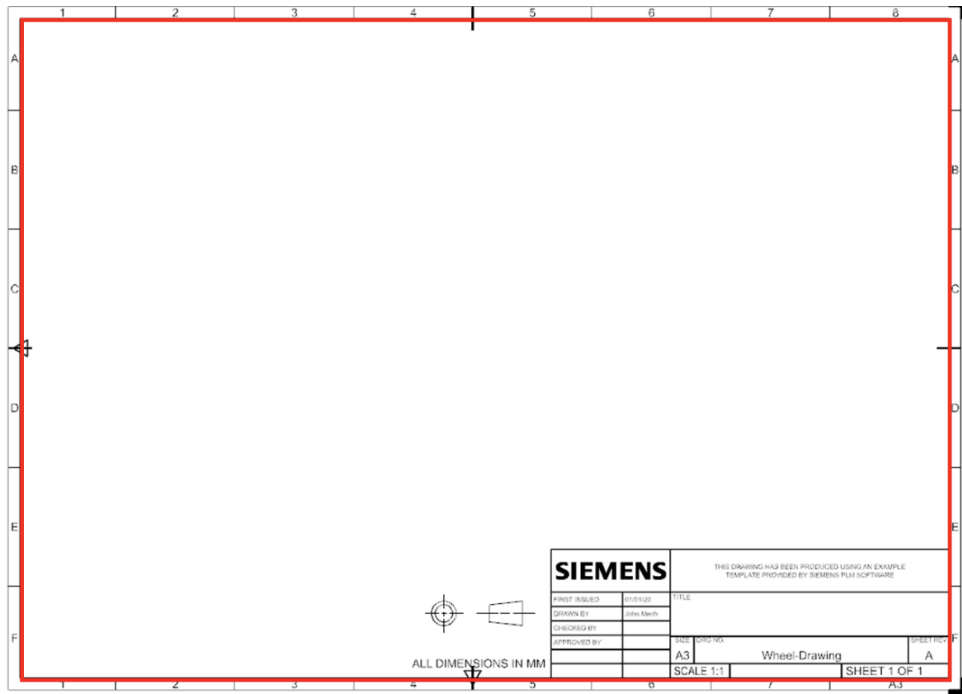 1 2 3 4 5 6 7 8
A A
B B
C C
D D
E E
F F
SIEMENS
THIS DRAWING HAS BEEN PRODUCED USING AN EXAMPLE
TEMPLATE PROVIDED BY SIEMENS PLM SOFTWARE
FIRST ISSUED 01/01/20
TITLE
DRAWN BY John Mech
CHECKED BY
APPROVED BY
SIZE DRG NO. SHEET REV
A3 Wheel-Drawing A
ALL DIMENSIONS IN MM
SCALE 1:1 SHEET 1 OF 1
1 2 3 4 5 6 7 A3